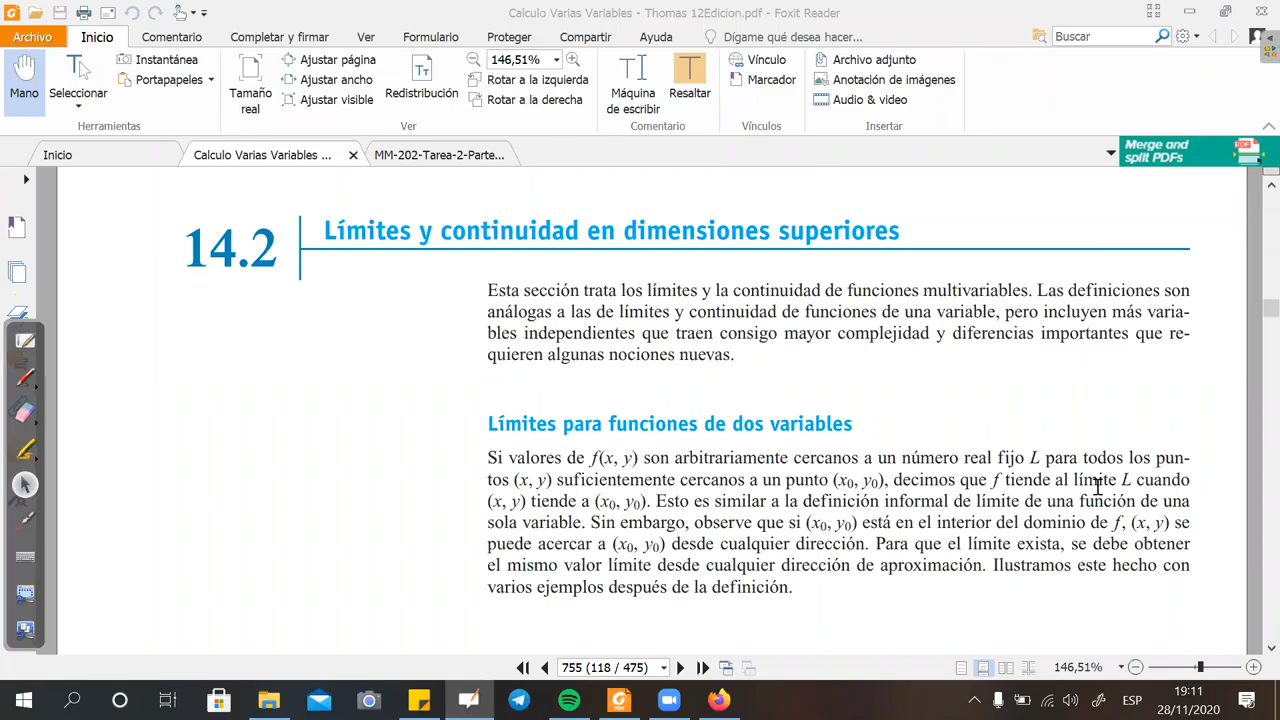 Calculo Varias Variables - Thomas 12Edicion.pdf - Foxit Reader
Archivo Inicio Comentario Completar y firmar Ver Formulario Proteger Compartir Ayuda Dígame qué desea hacer... Buscar
Mano
Seleccionar
Instantánea
Portapapeles
Herramientas
Tamaño
real
Ajustar página
Ajustar ancho
Ajustar visible
Redistribución
146,51%
Rotar a la izquierda
Rotar a la derecha
Ver
Máquina
de escribir
Resaltar
Comentario
Vínculo
Marcador
Vínculos
Archivo adjunto
Anotación de imágenes
Audio & video
Insertar
Inicio
Calculo Varias Variables ...
MM-202-Tarea-2-Parte...
Merge and
split PDFs
PDF
14.2
Límites y continuidad en dimensiones superiores
Esta sección trata los límites y la continuidad de funciones multivariables. Las definiciones son
análogas a las de límites y continuidad de funciones de una variable, pero incluyen más varia-
bles independientes que traen consigo mayor complejidad y diferencias importantes que re-
quieren algunas nociones nuevas.
Límites para funciones de dos variables
Si valores de f(x, y) son arbitrariamente cercanos a un número real fijo L para todos los pun-
tos (x, y) suficientemente cercanos a un punto (x₀, y₀), decimos que f tiende al límite L cuando
(x, y) tiende a (x₀, y₀). Esto es similar a la definición informal de límite de una función de una
sola variable. Sin embargo, observe que si (x₀, y₀) está en el interior del dominio de f, (x, y) se
puede acercar a (x₀, y₀) desde cualquier dirección. Para que el límite exista, se debe obtener
el mismo valor límite desde cualquier dirección de aproximación. Ilustramos este hecho con
varios ejemplos después de la definición.
755 (118 / 475)
146,51%
ESP
19:11
28/11/2020